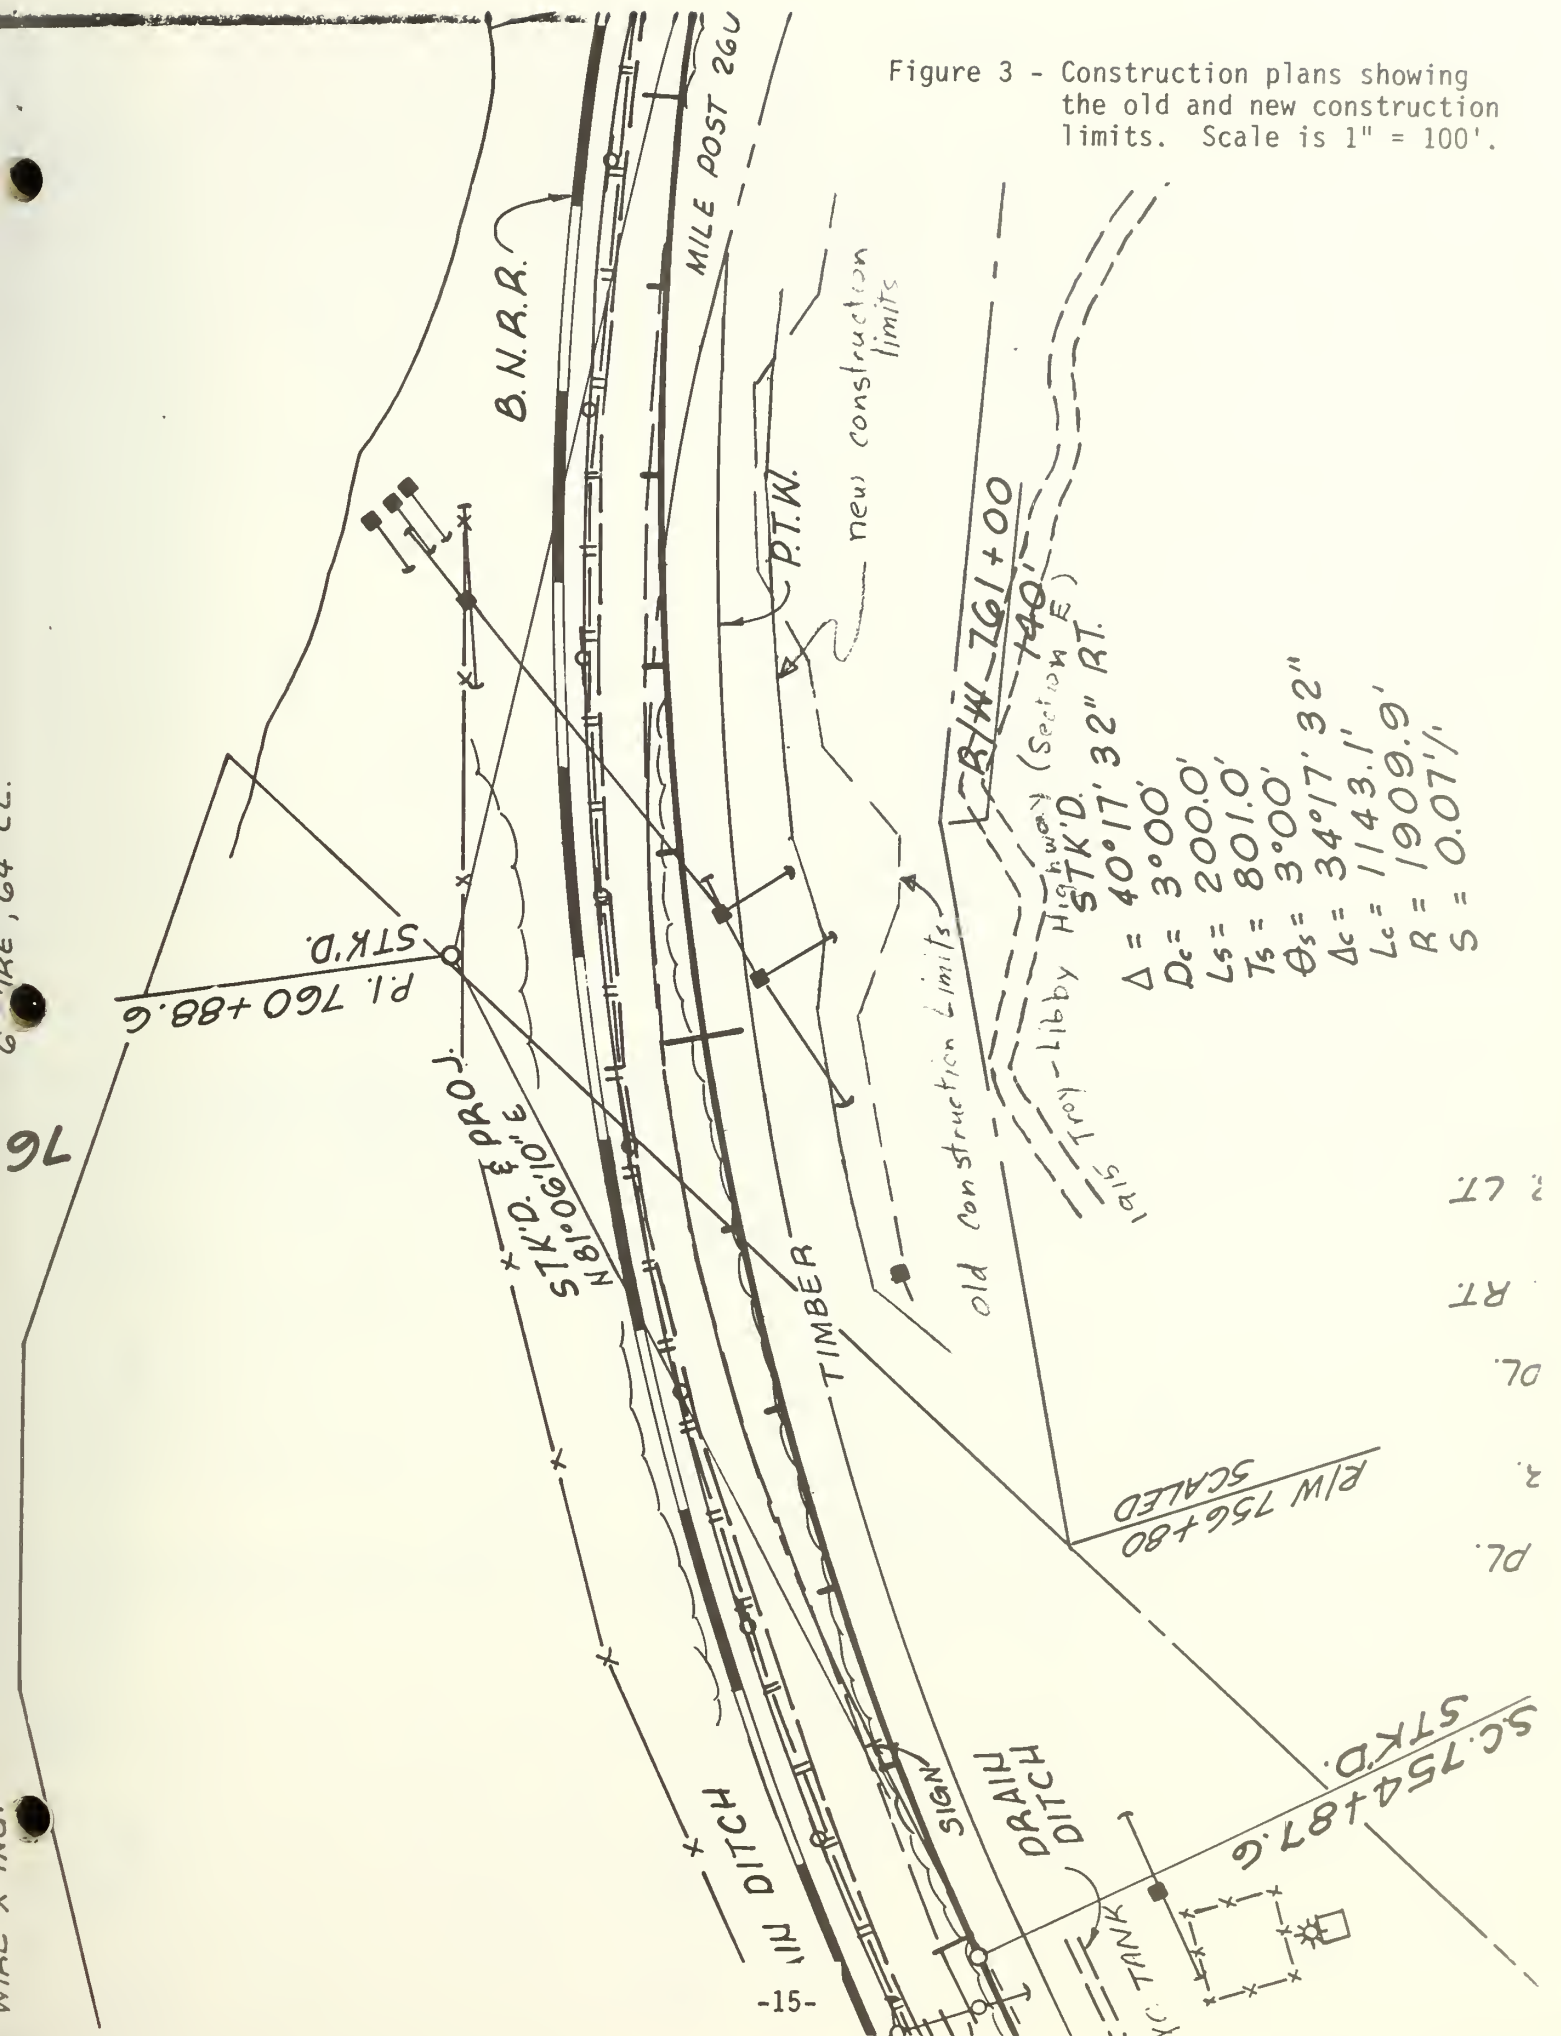 Figure 3 - Construction plans showing
the old and new construction
limits. Scale is 1" = 100'.
MILE POST 260
B.N.R.R.
new construction
limits
P.T.W.
R/W 761+00
140'
STK'D.
1915 Troy-Libby Highway (Section E)
Δ = 40°17'32" RT.
Dc = 3°00'
Ls = 200.0'
Ts = 801.0'
Θs = 3°00'
Δc = 34°17'32"
Lc = 1143.1'
R = 1909.9'
S = 0.07'/,
P.I. 760+88.6
STK'D.
76
STK'D. & PROJ.
N 81°06'10" E
old construction Limits
TIMBER
LT.
RT.
PL.
R/W 756+80
SCALED
PL.
S.C. 754+87.6
STK'D.
SIGN
DRAIN
DITCH
IN DITCH
TANK
-15-